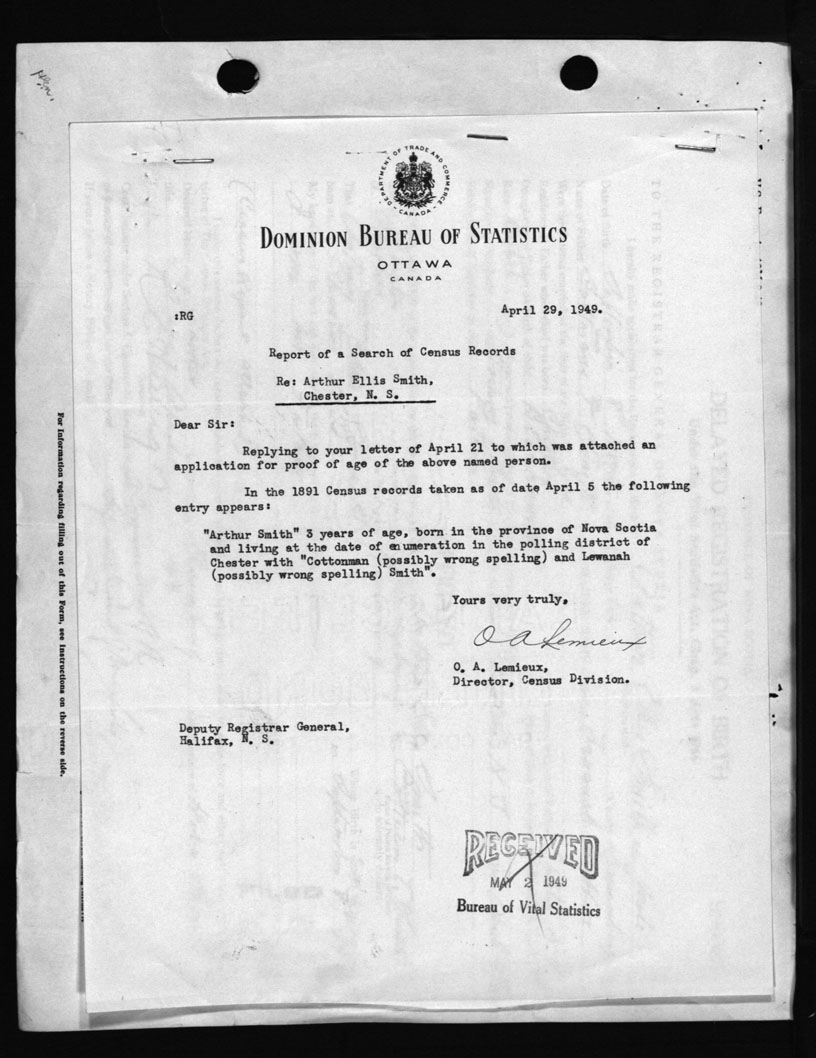 DEPARTMENT OF TRADE AND COMMERCE
CANADA
DOMINION BUREAU OF STATISTICS
OTTAWA
CANADA
:RG
April 29, 1949.
Report of a Search of Census Records
Re: Arthur Ellis Smith,
Chester, N. S.
Dear Sir:
Replying to your letter of April 21 to which was attached an
application for proof of age of the above named person.
In the 1891 Census records taken as of date April 5 the following
entry appears:
"Arthur Smith" 3 years of age, born in the province of Nova Scotia
and living at the date of enumeration in the polling district of
Chester with "Cottonman (possibly wrong spelling) and Lewanah
(possibly wrong spelling) Smith".
Yours very truly,
O A Lemieux
O. A. Lemieux,
Director, Census Division.
Deputy Registrar General,
Halifax, N. S.
RECEIVED
MAY 2 1949
Bureau of Vital Statistics
For Information regarding filling out of this Form, see Instructions on the reverse side.